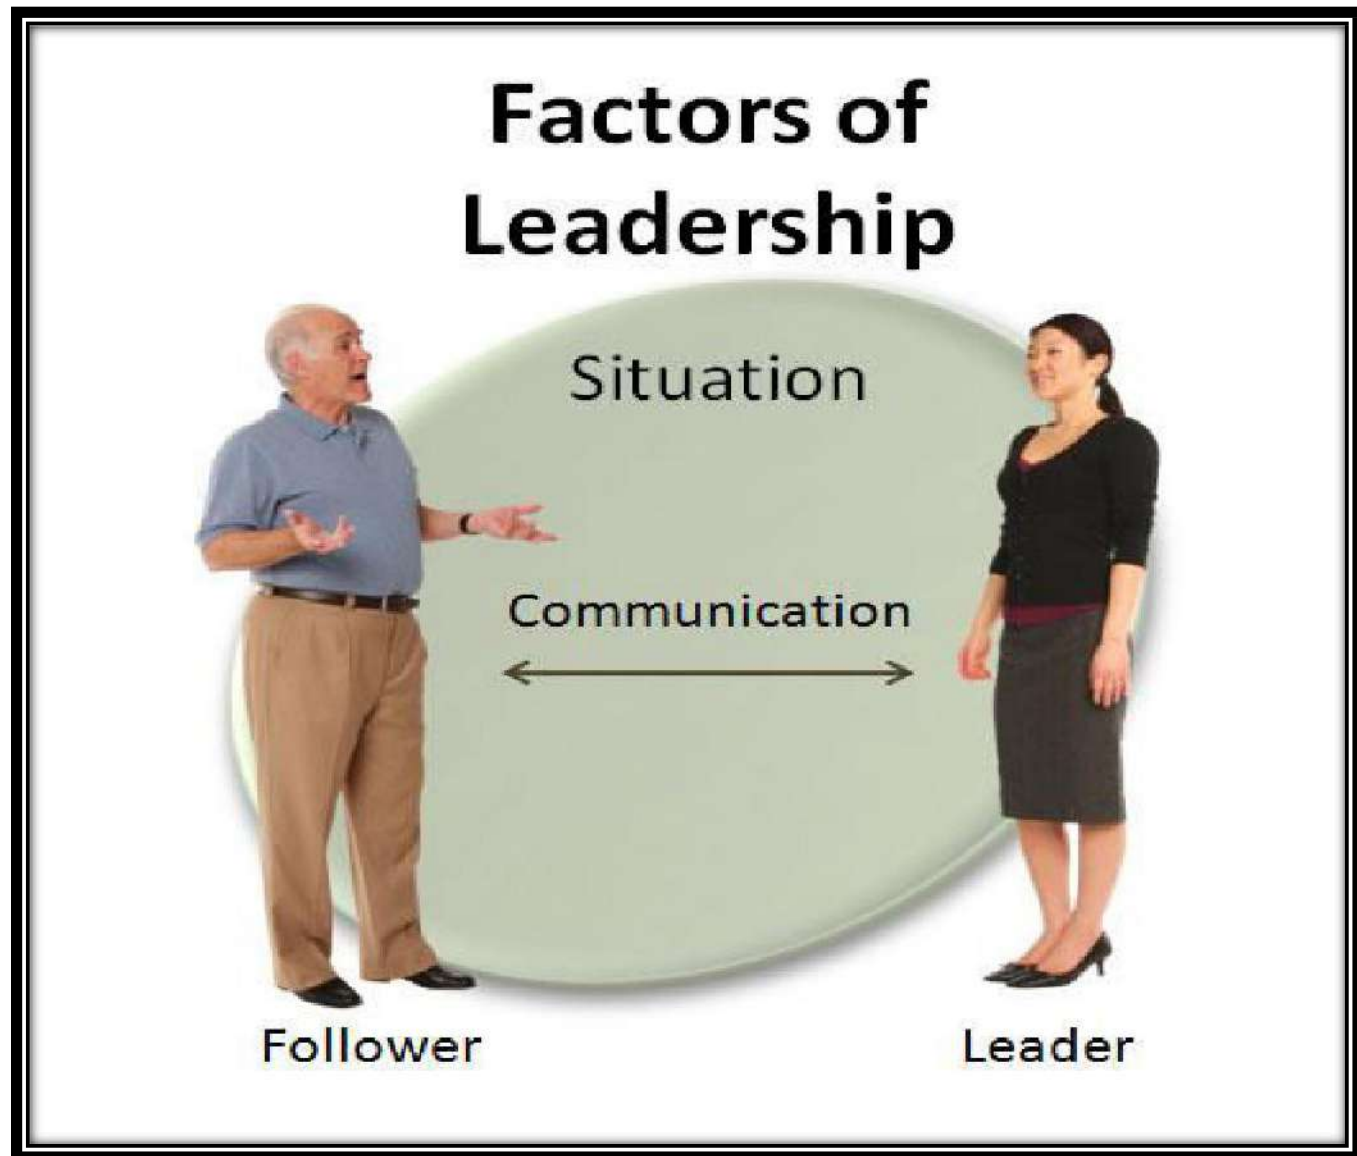 Factors of
Leadership
Situation
Communication
Follower
Leader